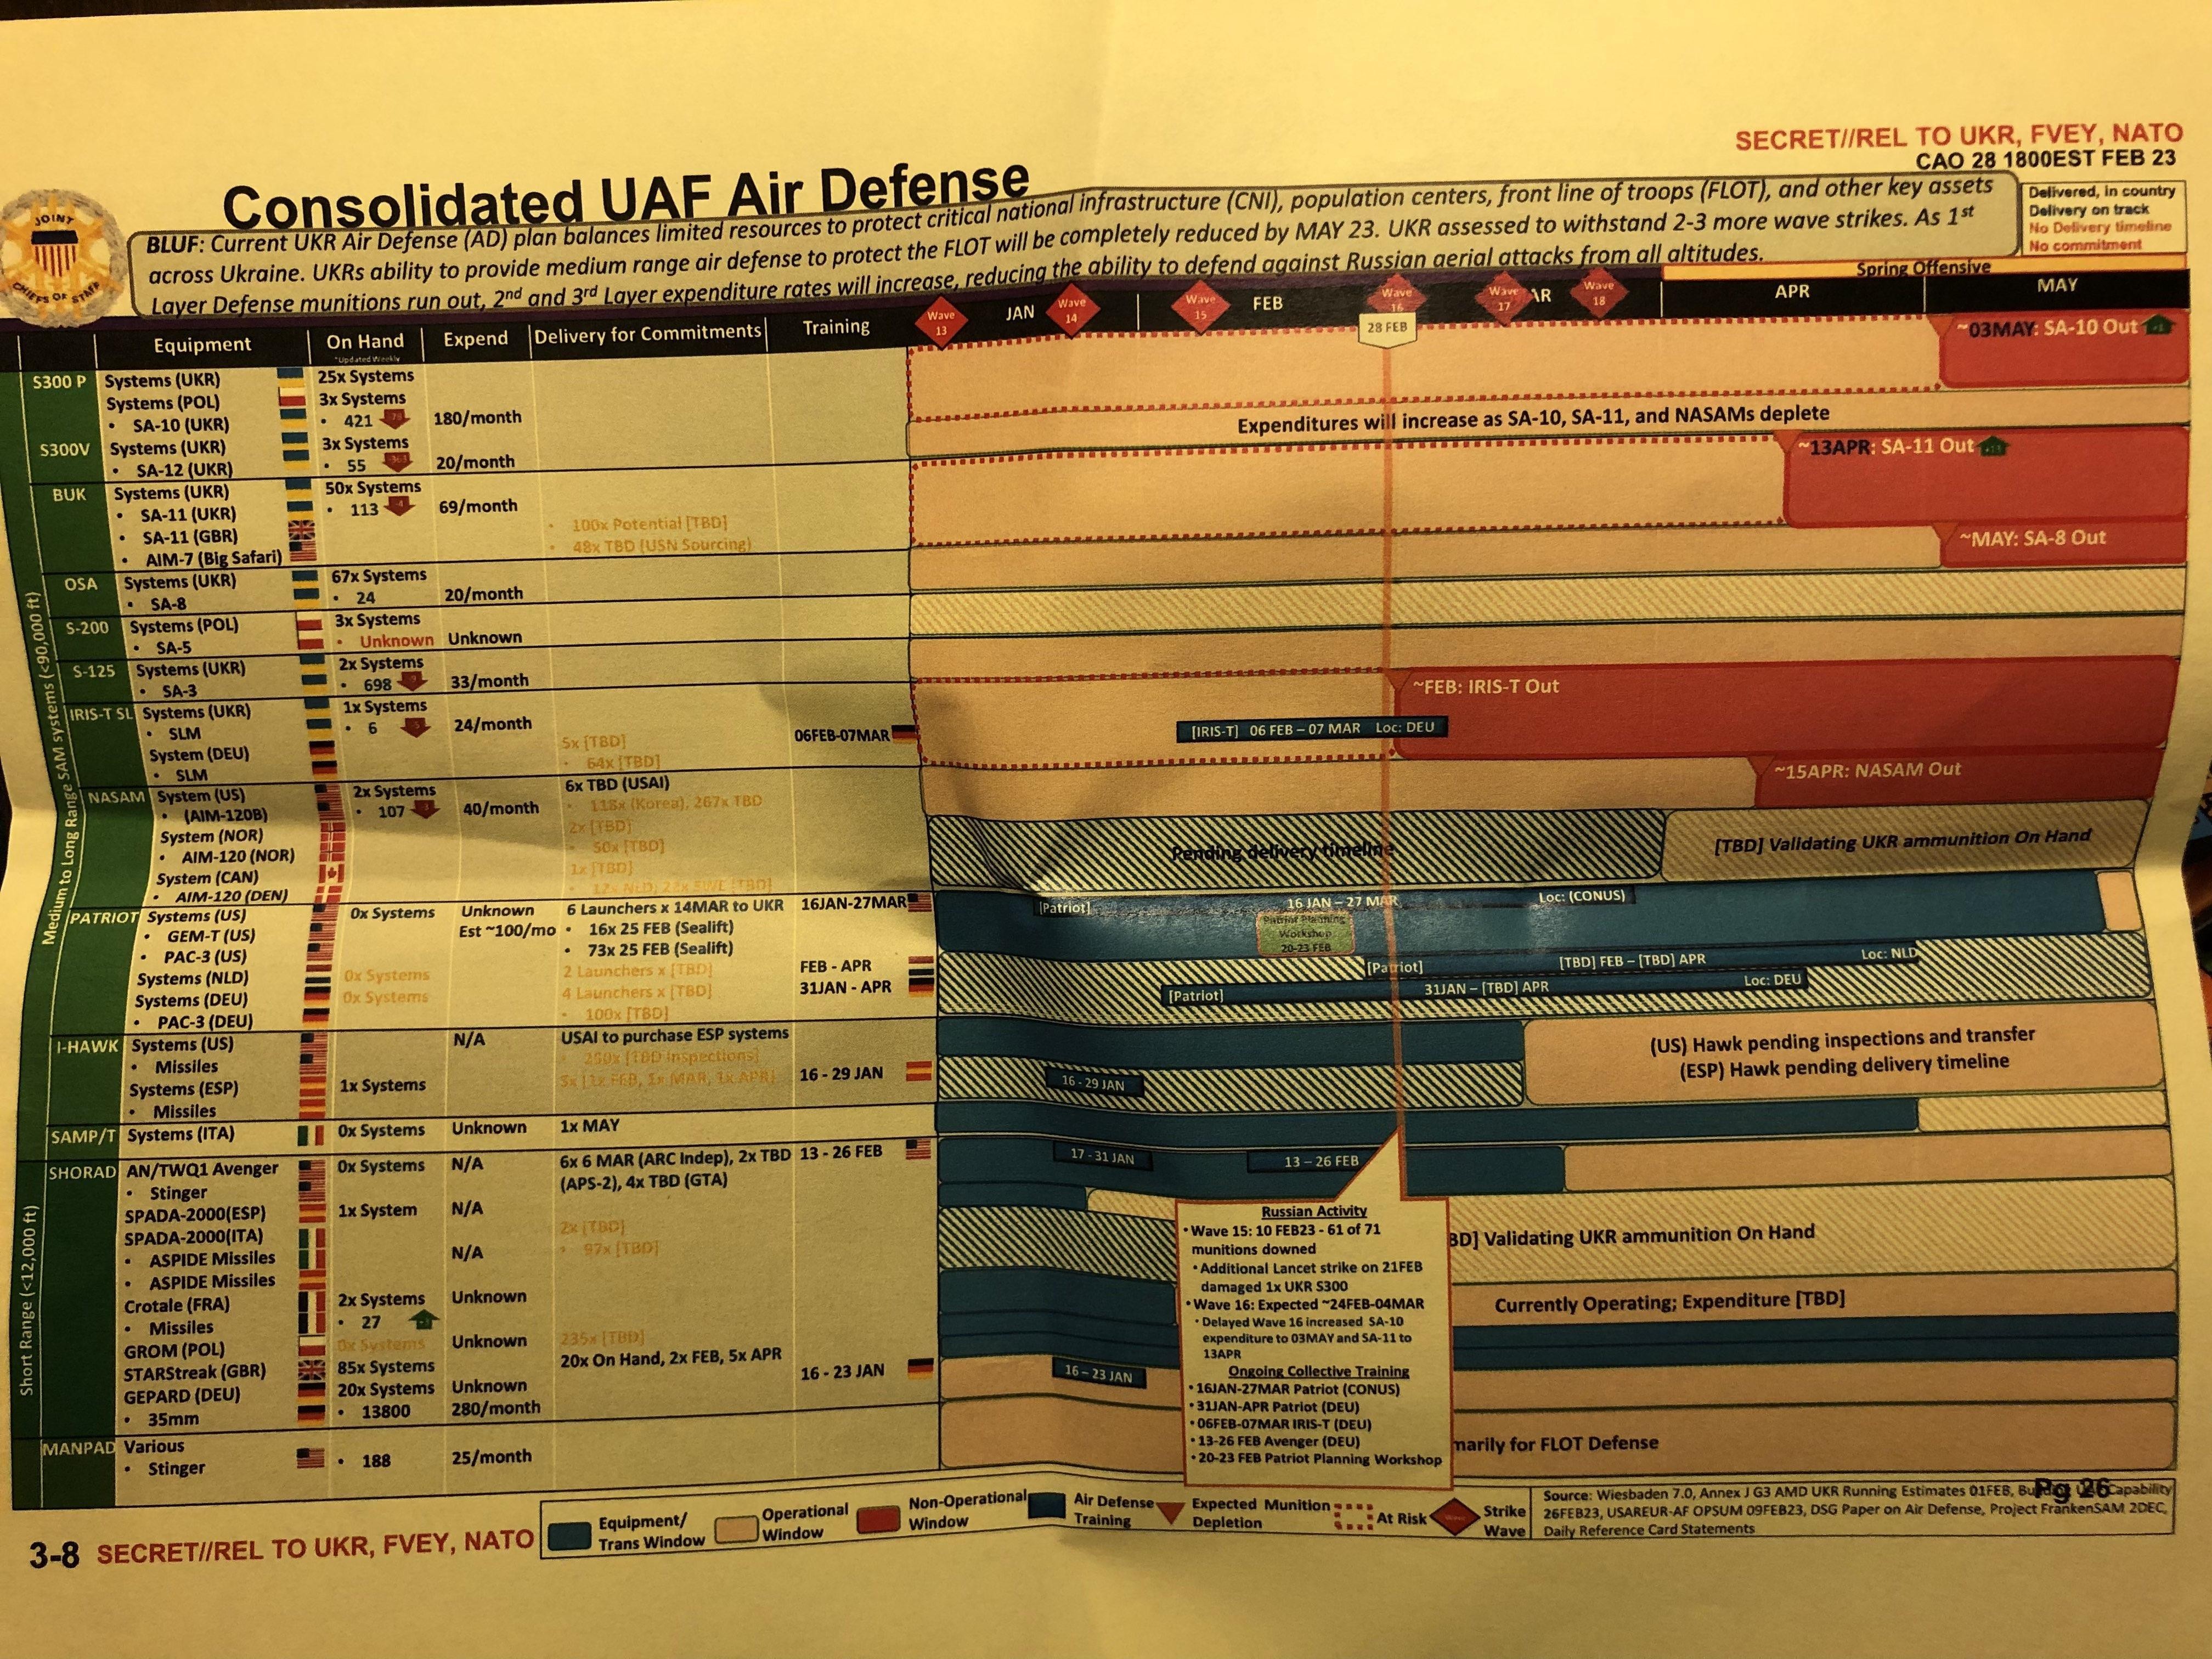 SECRET//REL TO UKR, FVEY, NATO
CAO 28 1800EST FEB 23
Consolidated UAF Air Defense
JOINT
CHIEFS OF STAFF
BLUF: Current UKR Air Defense (AD) plan balances limited resources to protect critical national infrastructure (CNI), population centers, front line of troops (FLOT), and other key assets
across Ukraine. UKRs ability to provide medium range air defense to protect the FLOT will be completely reduced by MAY 23. UKR assessed to withstand 2-3 more wave strikes. As 1st
Layer Defense munitions run out, 2nd and 3rd Layer expenditure rates will increase, reducing the ability to defend against Russian aerial attacks from all altitudes.
Delivered, in country
Delivery on track
No Delivery timeline
No commitment
Spring Offensive
Equipment On Hand Expend Delivery for Commitments Training
*Updated Weekly
Wave 13 JAN Wave 14 Wave 15 FEB Wave 16 Wave 17 AR Wave 18 APR MAY
28 FEB
Medium to Long Range SAM systems (<90,000 ft)
S300 P Systems (UKR) 25x Systems
Systems (POL) 3x Systems
• SA-10 (UKR) • 421 180/month
S300V Systems (UKR) 3x Systems
• SA-12 (UKR) • 55 20/month
BUK Systems (UKR) 50x Systems
• SA-11 (UKR) • 113 69/month
• SA-11 (GBR) • 100x Potential [TBD]
• AIM-7 (Big Safari) • 48x TBD (USN Sourcing)
OSA Systems (UKR) 67x Systems
• SA-8 • 24 20/month
S-200 Systems (POL) 3x Systems
• SA-5 • Unknown Unknown
S-125 Systems (UKR) 2x Systems
• SA-3 • 698 33/month
IRIS-T SL Systems (UKR) 1x Systems
• SLM • 6 24/month
System (DEU) 5x [TBD] 06FEB-07MAR
• SLM • 64x [TBD]
NASAM System (US) 2x Systems 6x TBD (USAI)
• (AIM-120B) • 107 40/month • 118x (Korea), 267x TBD
System (NOR) 2x [TBD]
• AIM-120 (NOR) • 50x [TBD]
System (CAN) 1x [TBD]
• AIM-120 (DEN) • 12x NLD, SWE [TBD]
PATRIOT Systems (US) 0x Systems Unknown 6 Launchers x 14MAR to UKR 16JAN-27MAR
• GEM-T (US) Est ~100/mo • 16x 25 FEB (Sealift)
• PAC-3 (US) • 73x 25 FEB (Sealift)
Systems (NLD) 0x Systems 2 Launchers x [TBD] FEB - APR
Systems (DEU) 0x Systems 4 Launchers x [TBD] 31JAN - APR
• PAC-3 (DEU) • 100x [TBD]
I-HAWK Systems (US) N/A USAI to purchase ESP systems
• Missiles • 250x [TBD Inspections]
Systems (ESP) 1x Systems 3x [1x FEB, 1x MAR, 1x APR] 16 - 29 JAN
• Missiles
SAMP/T Systems (ITA) 0x Systems Unknown 1x MAY
Short Range (<12,000 ft)
SHORAD AN/TWQ1 Avenger 0x Systems N/A 6x 6 MAR (ARC Indep), 2x TBD 13 - 26 FEB
• Stinger (APS-2), 4x TBD (GTA)
SPADA-2000(ESP) 1x System N/A
SPADA-2000(ITA) 2x [TBD]
• ASPIDE Missiles N/A • 97x [TBD]
• ASPIDE Missiles
Crotale (FRA) 2x Systems Unknown
• Missiles • 27
GROM (POL) 0x Systems Unknown 235x [TBD]
STARStreak (GBR) 85x Systems 20x On Hand, 2x FEB, 5x APR
GEPARD (DEU) 20x Systems Unknown 16 - 23 JAN
• 35mm • 13800 280/month
MANPAD Various
• Stinger • 188 25/month
~03MAY: SA-10 Out
Expenditures will increase as SA-10, SA-11, and NASAMs deplete
~13APR: SA-11 Out
~MAY: SA-8 Out
~FEB: IRIS-T Out
[IRIS-T] 06 FEB – 07 MAR Loc: DEU
~15APR: NASAM Out
Pending delivery timeline
[TBD] Validating UKR ammunition On Hand
[Patriot] 16 JAN – 27 MAR Loc: (CONUS)
Patriot Planning
Workshop
20-23 FEB
[Patriot] [TBD] FEB – [TBD] APR Loc: NLD
[Patriot] 31JAN – [TBD] APR Loc: DEU
(US) Hawk pending inspections and transfer
(ESP) Hawk pending delivery timeline
16 - 29 JAN
17 - 31 JAN
13 – 26 FEB
BD] Validating UKR ammunition On Hand
Currently Operating; Expenditure [TBD]
16 – 23 JAN
marily for FLOT Defense
Russian Activity
• Wave 15: 10 FEB23 - 61 of 71
munitions downed
• Additional Lancet strike on 21FEB
damaged 1x UKR S300
• Wave 16: Expected ~24FEB-04MAR
• Delayed Wave 16 increased SA-10
expenditure to 03MAY and SA-11 to
13APR
Ongoing Collective Training
• 16JAN-27MAR Patriot (CONUS)
• 31JAN-APR Patriot (DEU)
• 06FEB-07MAR IRIS-T (DEU)
• 13-26 FEB Avenger (DEU)
• 20-23 FEB Patriot Planning Workshop
3-8 SECRET//REL TO UKR, FVEY, NATO
Equipment/
Trans Window
Operational
Window
Non-Operational
Window
Air Defense
Training
Expected Munition
Depletion
At Risk
Strike
Wave
Source: Wiesbaden 7.0, Annex J G3 AMD UKR Running Estimates 01FEB, Capability
26FEB23, USAREUR-AF OPSUM 09FEB23, DSG Paper on Air Defense, Project FrankenSAM 2DEC,
Daily Reference Card Statements
Pg 26